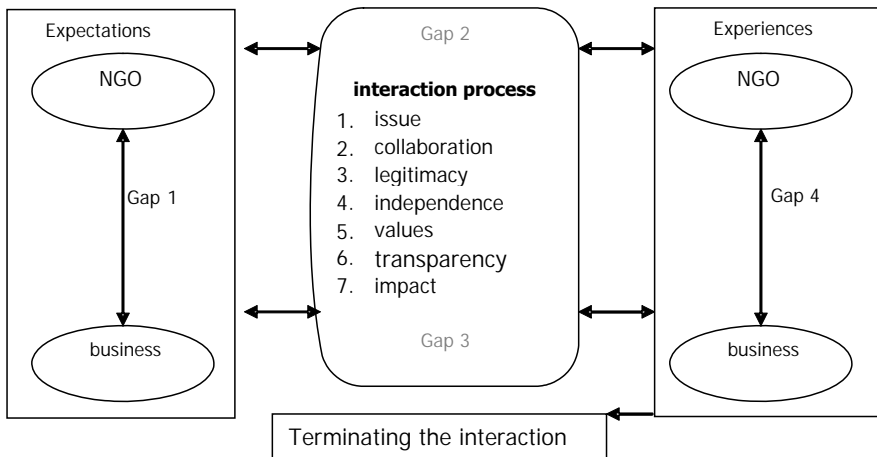 Expectations
NGO
Gap 1
business
Gap 2
interaction process
1. issue
2. collaboration
3. legitimacy
4. independence
5. values
6. transparency
7. impact
Gap 3
Experiences
NGO
Gap 4
business
Terminating the interaction